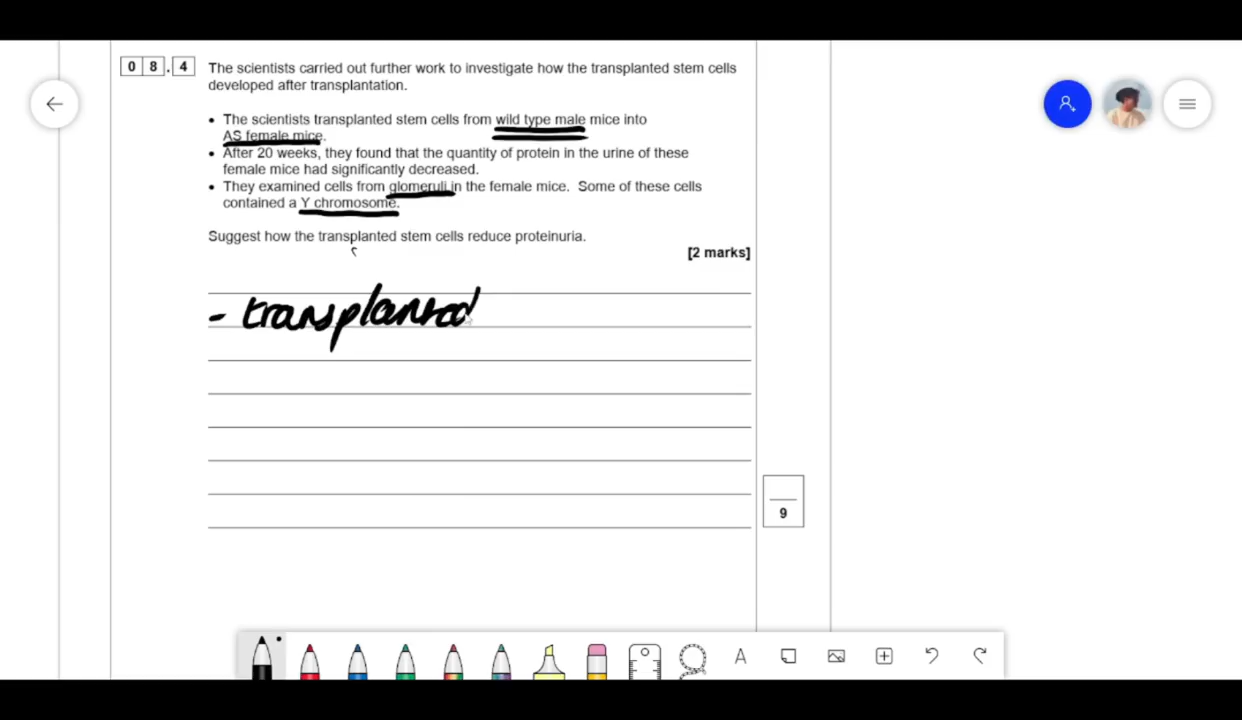 08.4 The scientists carried out further work to investigate how the transplanted stem cells
developed after transplantation.
• The scientists transplanted stem cells from wild type male mice into
AS female mice.
• After 20 weeks, they found that the quantity of protein in the urine of these
female mice had significantly decreased.
• They examined cells from glomeruli in the female mice. Some of these cells
contained a Y chromosome.
Suggest how the transplanted stem cells reduce proteinuria.
[2 marks]
- transplanted
9
A